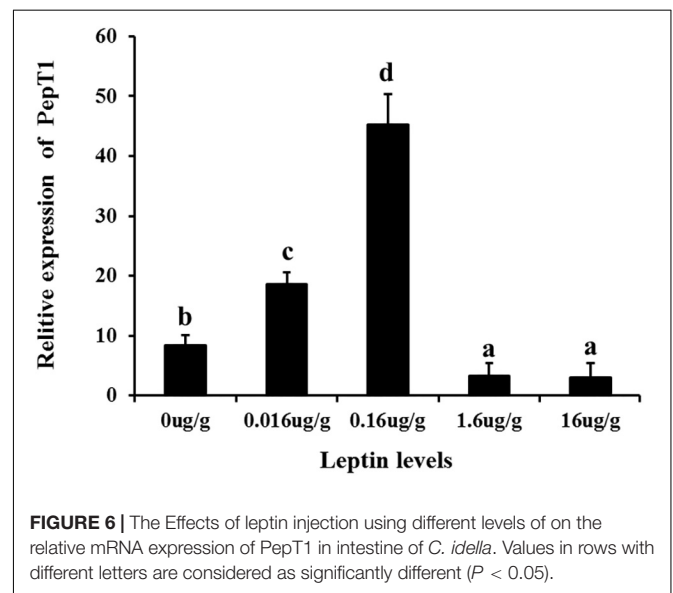 Relitive expression of PepT1
60
50
40
30
20
10
0
b
c
d
a
a
0ug/g 0.016ug/g 0.16ug/g 1.6ug/g 16ug/g
Leptin levels
FIGURE 6 | The Effects of leptin injection using different levels of on the
relative mRNA expression of PepT1 in intestine of C. idella. Values in rows with
different letters are considered as significantly different (P < 0.05).